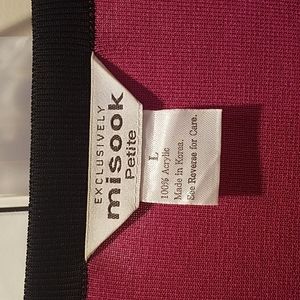 EXCLUSIVELY
misook
Petite
L
100% Acrylic
Made in Korea.
See Reverse for Care.